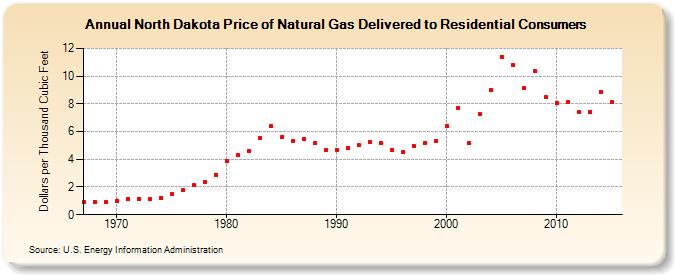 Annual North Dakota Price of Natural Gas Delivered to Residential Consumers
Dollars per Thousand Cubic Feet
12
10
8
6
4
2
0
1970 1980 1990 2000 2010
Source: U.S. Energy Information Administration